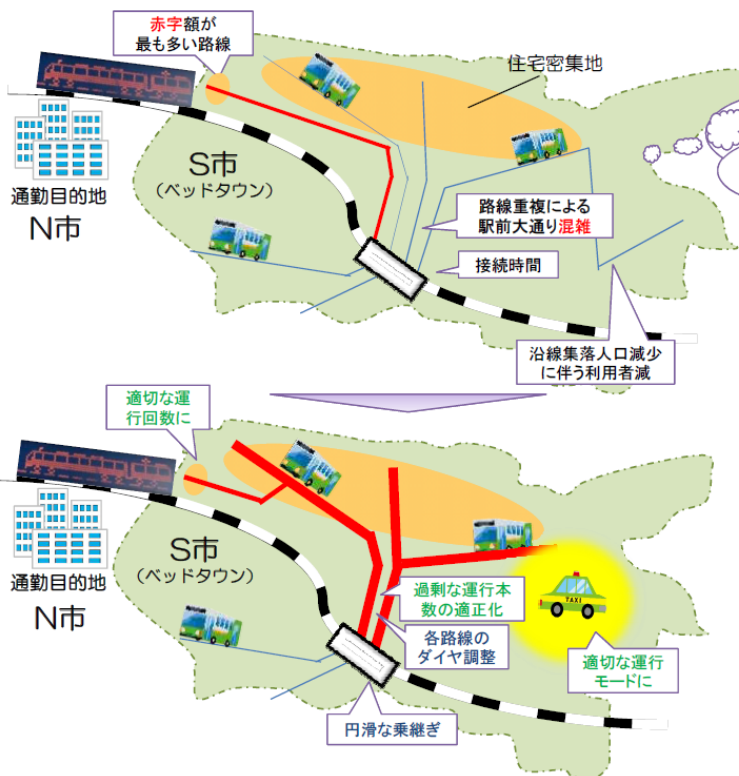 赤字額が
最も多い路線
住宅密集地
S市
（ベッドタウン）
通勤目的地
N市
路線重複による
駅前大通り混雑
接続時間
沿線集落人口減少
に伴う利用者減
適切な運
行回数に
S市
（ベッドタウン）
通勤目的地
N市
過剰な運行本
数の適正化
TAXI
各路線の
ダイヤ調整
適切な運行
モードに
円滑な乗継ぎ